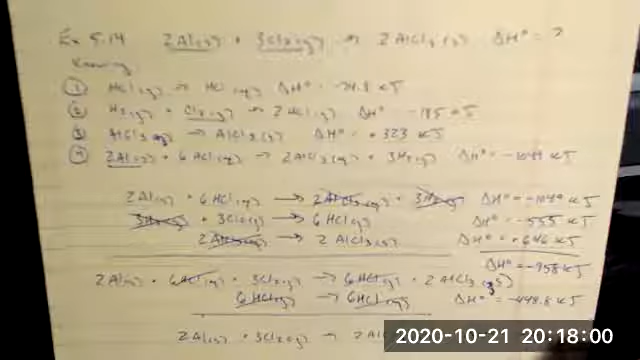 Ex 5.14 2Al(s) + 3Cl₂(g) → 2AlCl₃(s) ΔH° = ?
Knowing
① HCl(g) → HCl(aq) ΔH° = -74.8 kJ
② H₂(g) + Cl₂(g) → 2HCl(g) ΔH° = -185 kJ
③ AlCl₃(aq) → AlCl₃(s) ΔH° = +323 kJ
④ 2Al(s) + 6HCl(aq) → 2AlCl₃(aq) + 3H₂(g) ΔH° = -1049 kJ
2Al(s) + 6HCl(aq) → 2AlCl₃(aq) + 3H₂(g) ΔH° = -1049 kJ
3H₂(g) + 3Cl₂(g) → 6HCl(g) ΔH° = -555 kJ
2AlCl₃(aq) → 2AlCl₃(s) ΔH° = +646 kJ
ΔH° = -958 kJ
2Al(s) + 6HCl(aq) + 3Cl₂(g) → 6HCl(g) + 2AlCl₃(s)
6HCl(g) → 6HCl(aq) ΔH° = -448.8 kJ
2Al(s) + 3Cl₂(g) → 2Al
2020-10-21 20:18:00